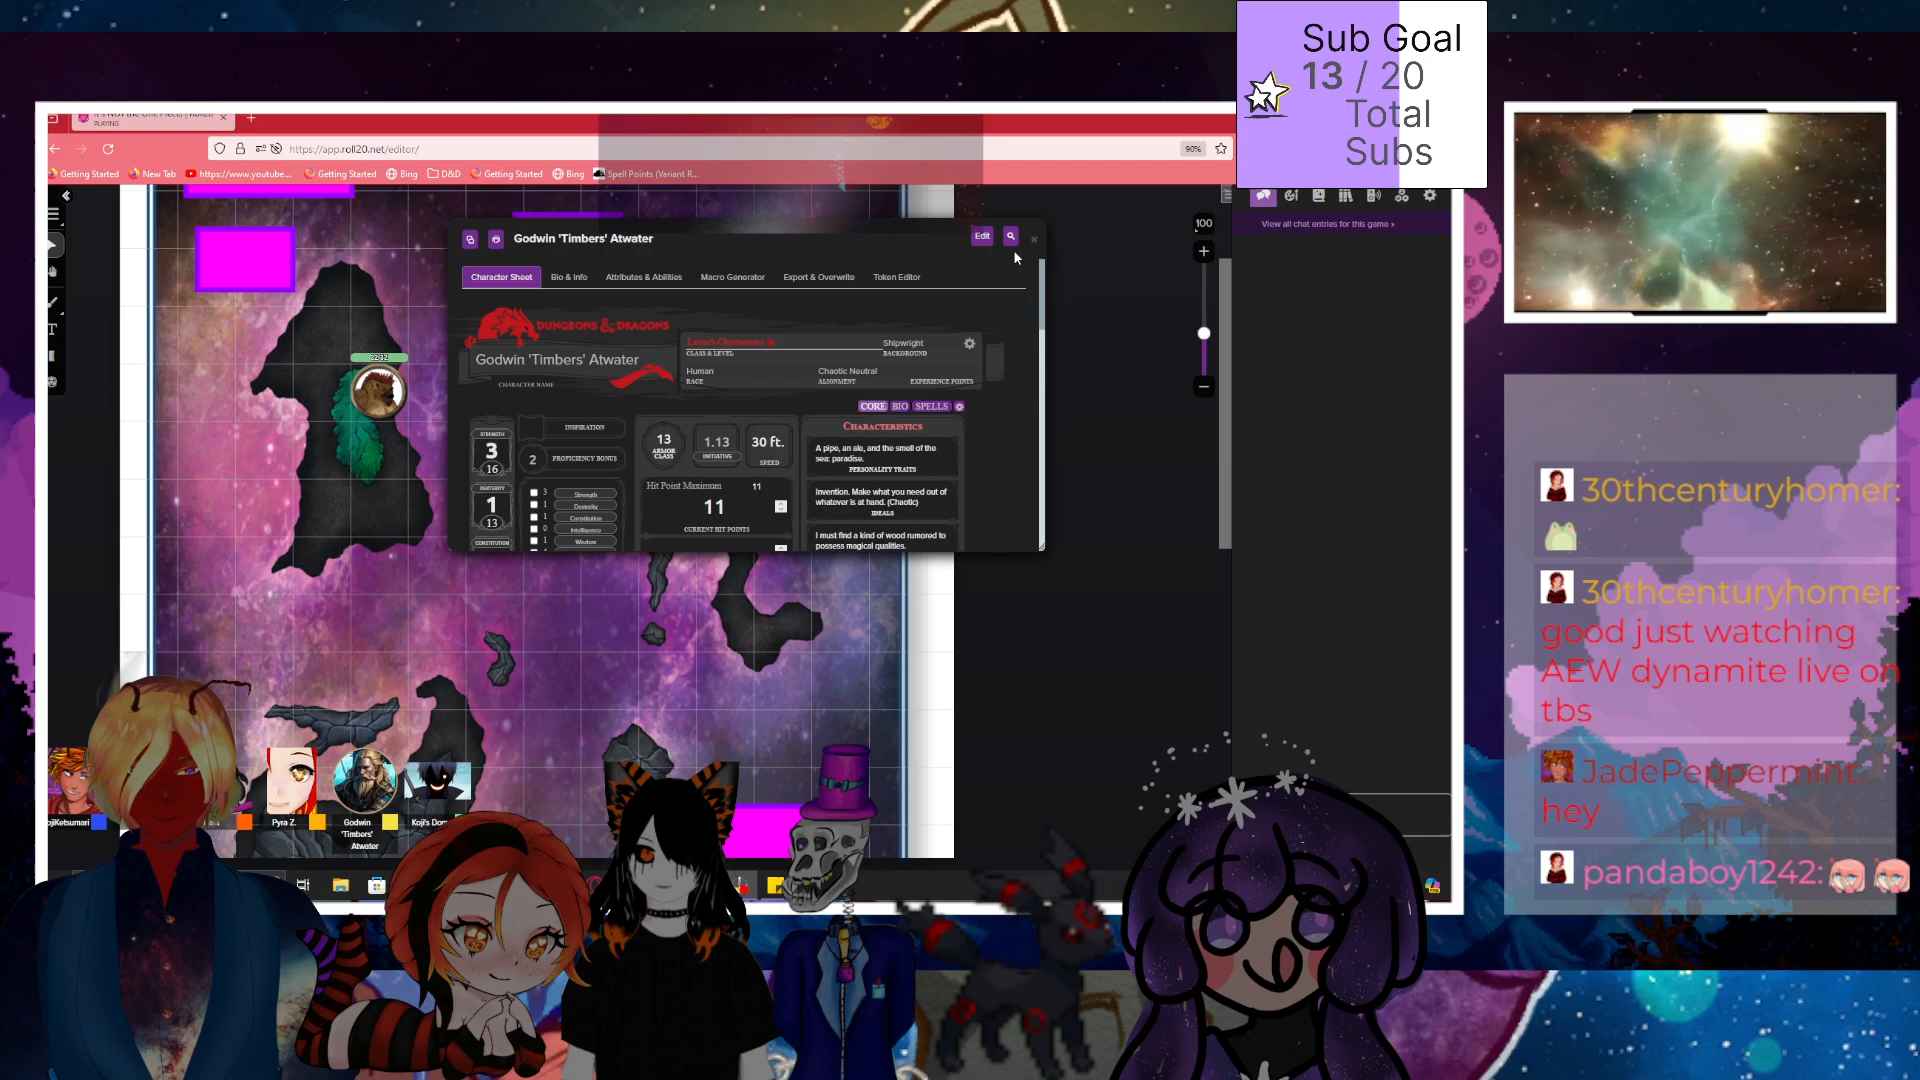 Sub Goal
13 / 20
Total
Subs
PLAYING
https://app.roll20.net/editor/
90%
Getting Started
New Tab
https://www.youtube....
Getting Started
Bing
D&D
Getting Started
Bing
Spell Points (Variant R...
View all chat entries for this game »
100
Godwin 'Timbers' Atwater
Edit
Character Sheet
Bio & Info
Attributes & Abilities
Macro Generator
Export & Overwrite
Token Editor
DUNGEONS & DRAGONS
Godwin 'Timbers' Atwater
CHARACTER NAME
CLASS & LEVEL
Shipwright
BACKGROUND
Human
RACE
Chaotic Neutral
ALIGNMENT
EXPERIENCE POINTS
CORE BIO SPELLS
STRENGTH
3
16
DEXTERITY
1
13
CONSTITUTION
INSPIRATION
2 PROFICIENCY BONUS
3 Strength
1 Dexterity
1 Constitution
0 Intelligence
1 Wisdom
13
ARMOR
CLASS
1.13
INITIATIVE
30 ft.
SPEED
Hit Point Maximum 11
11
CURRENT HIT POINTS
CHARACTERISTICS
A pipe, an ale, and the smell of the
sea: paradise.
PERSONALITY TRAITS
Invention. Make what you need out of
whatever is at hand. (Chaotic)
IDEALS
I must find a kind of wood rumored to
possess magical qualities.
Pyra Z.
Godwin
'Timbers'
Atwater
30thcenturyhomer:
30thcenturyhomer:
good just watching
AEW dynamite live on
tbs
JadePeppermint:
hey
pandaboy1242: